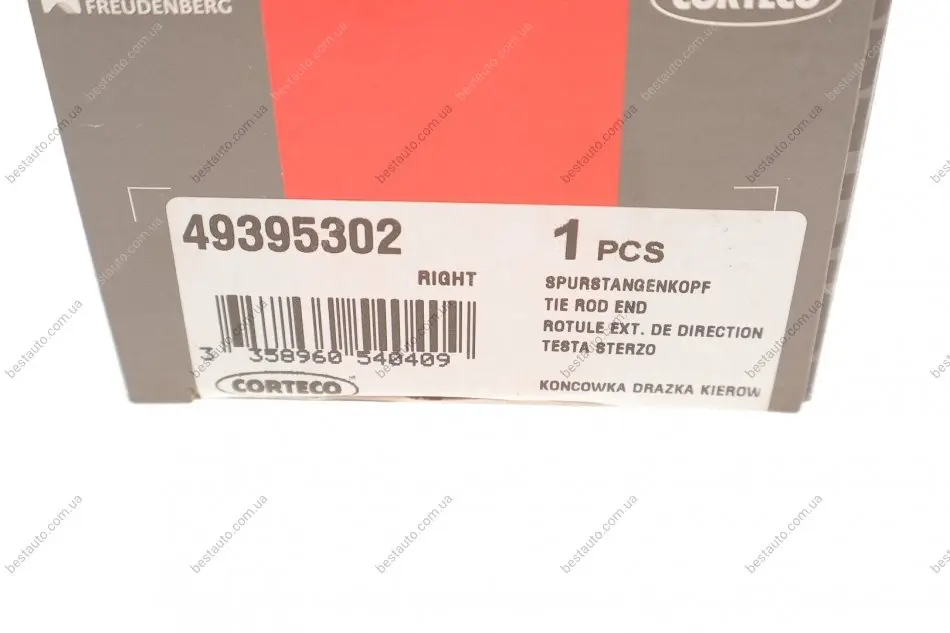 FREUDENBERG
CORTECO
49395302
1 PCS
RIGHT
SPURSTANGENKOPF
TIE ROD END
ROTULE EXT. DE DIRECTION
TESTA STERZO
3 358960 540409
CORTECO
KONCOWKA DRAZKA KIEROW
bestauto.com.ua